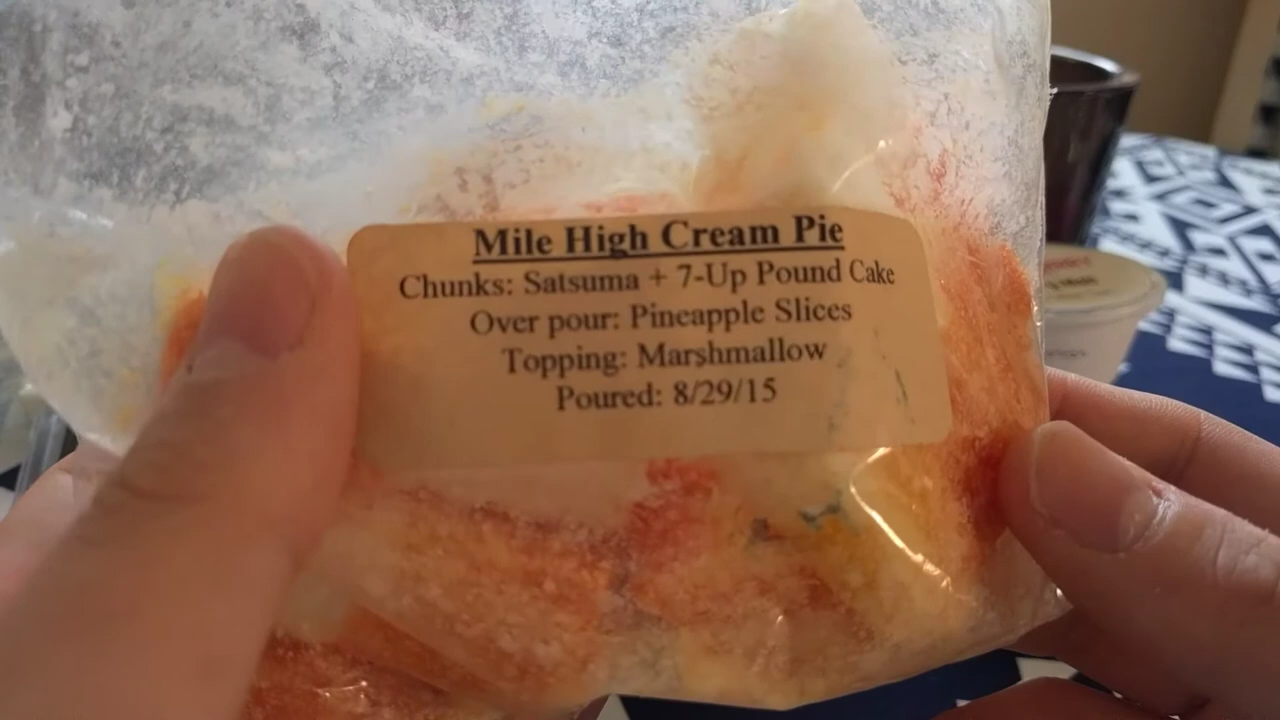 Mile High Cream Pie
Chunks: Satsuma + 7-Up Pound Cake
Over pour: Pineapple Slices
Topping: Marshmallow
Poured: 8/29/15